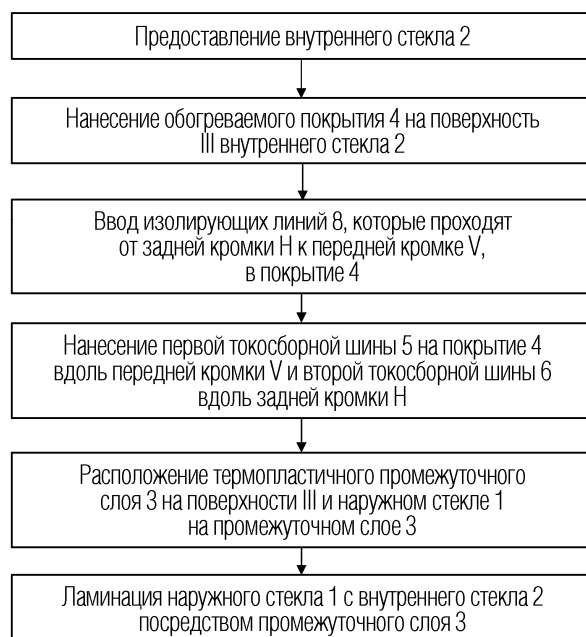 Предоставление внутреннего стекла 2
Нанесение обогреваемого покрытия 4 на поверхность
III внутреннего стекла 2
Ввод изолирующих линий 8, которые проходят
от задней кромки H к передней кромке V,
в покрытие 4
Нанесение первой токосборной шины 5 на покрытие 4
вдоль передней кромки V и второй токосборной шины 6
вдоль задней кромки H
Расположение термопластичного промежуточного
слоя 3 на поверхности III и наружном стекле 1
на промежуточном слое 3
Ламинация наружного стекла 1 с внутреннего стекла 2
посредством промежуточного слоя 3